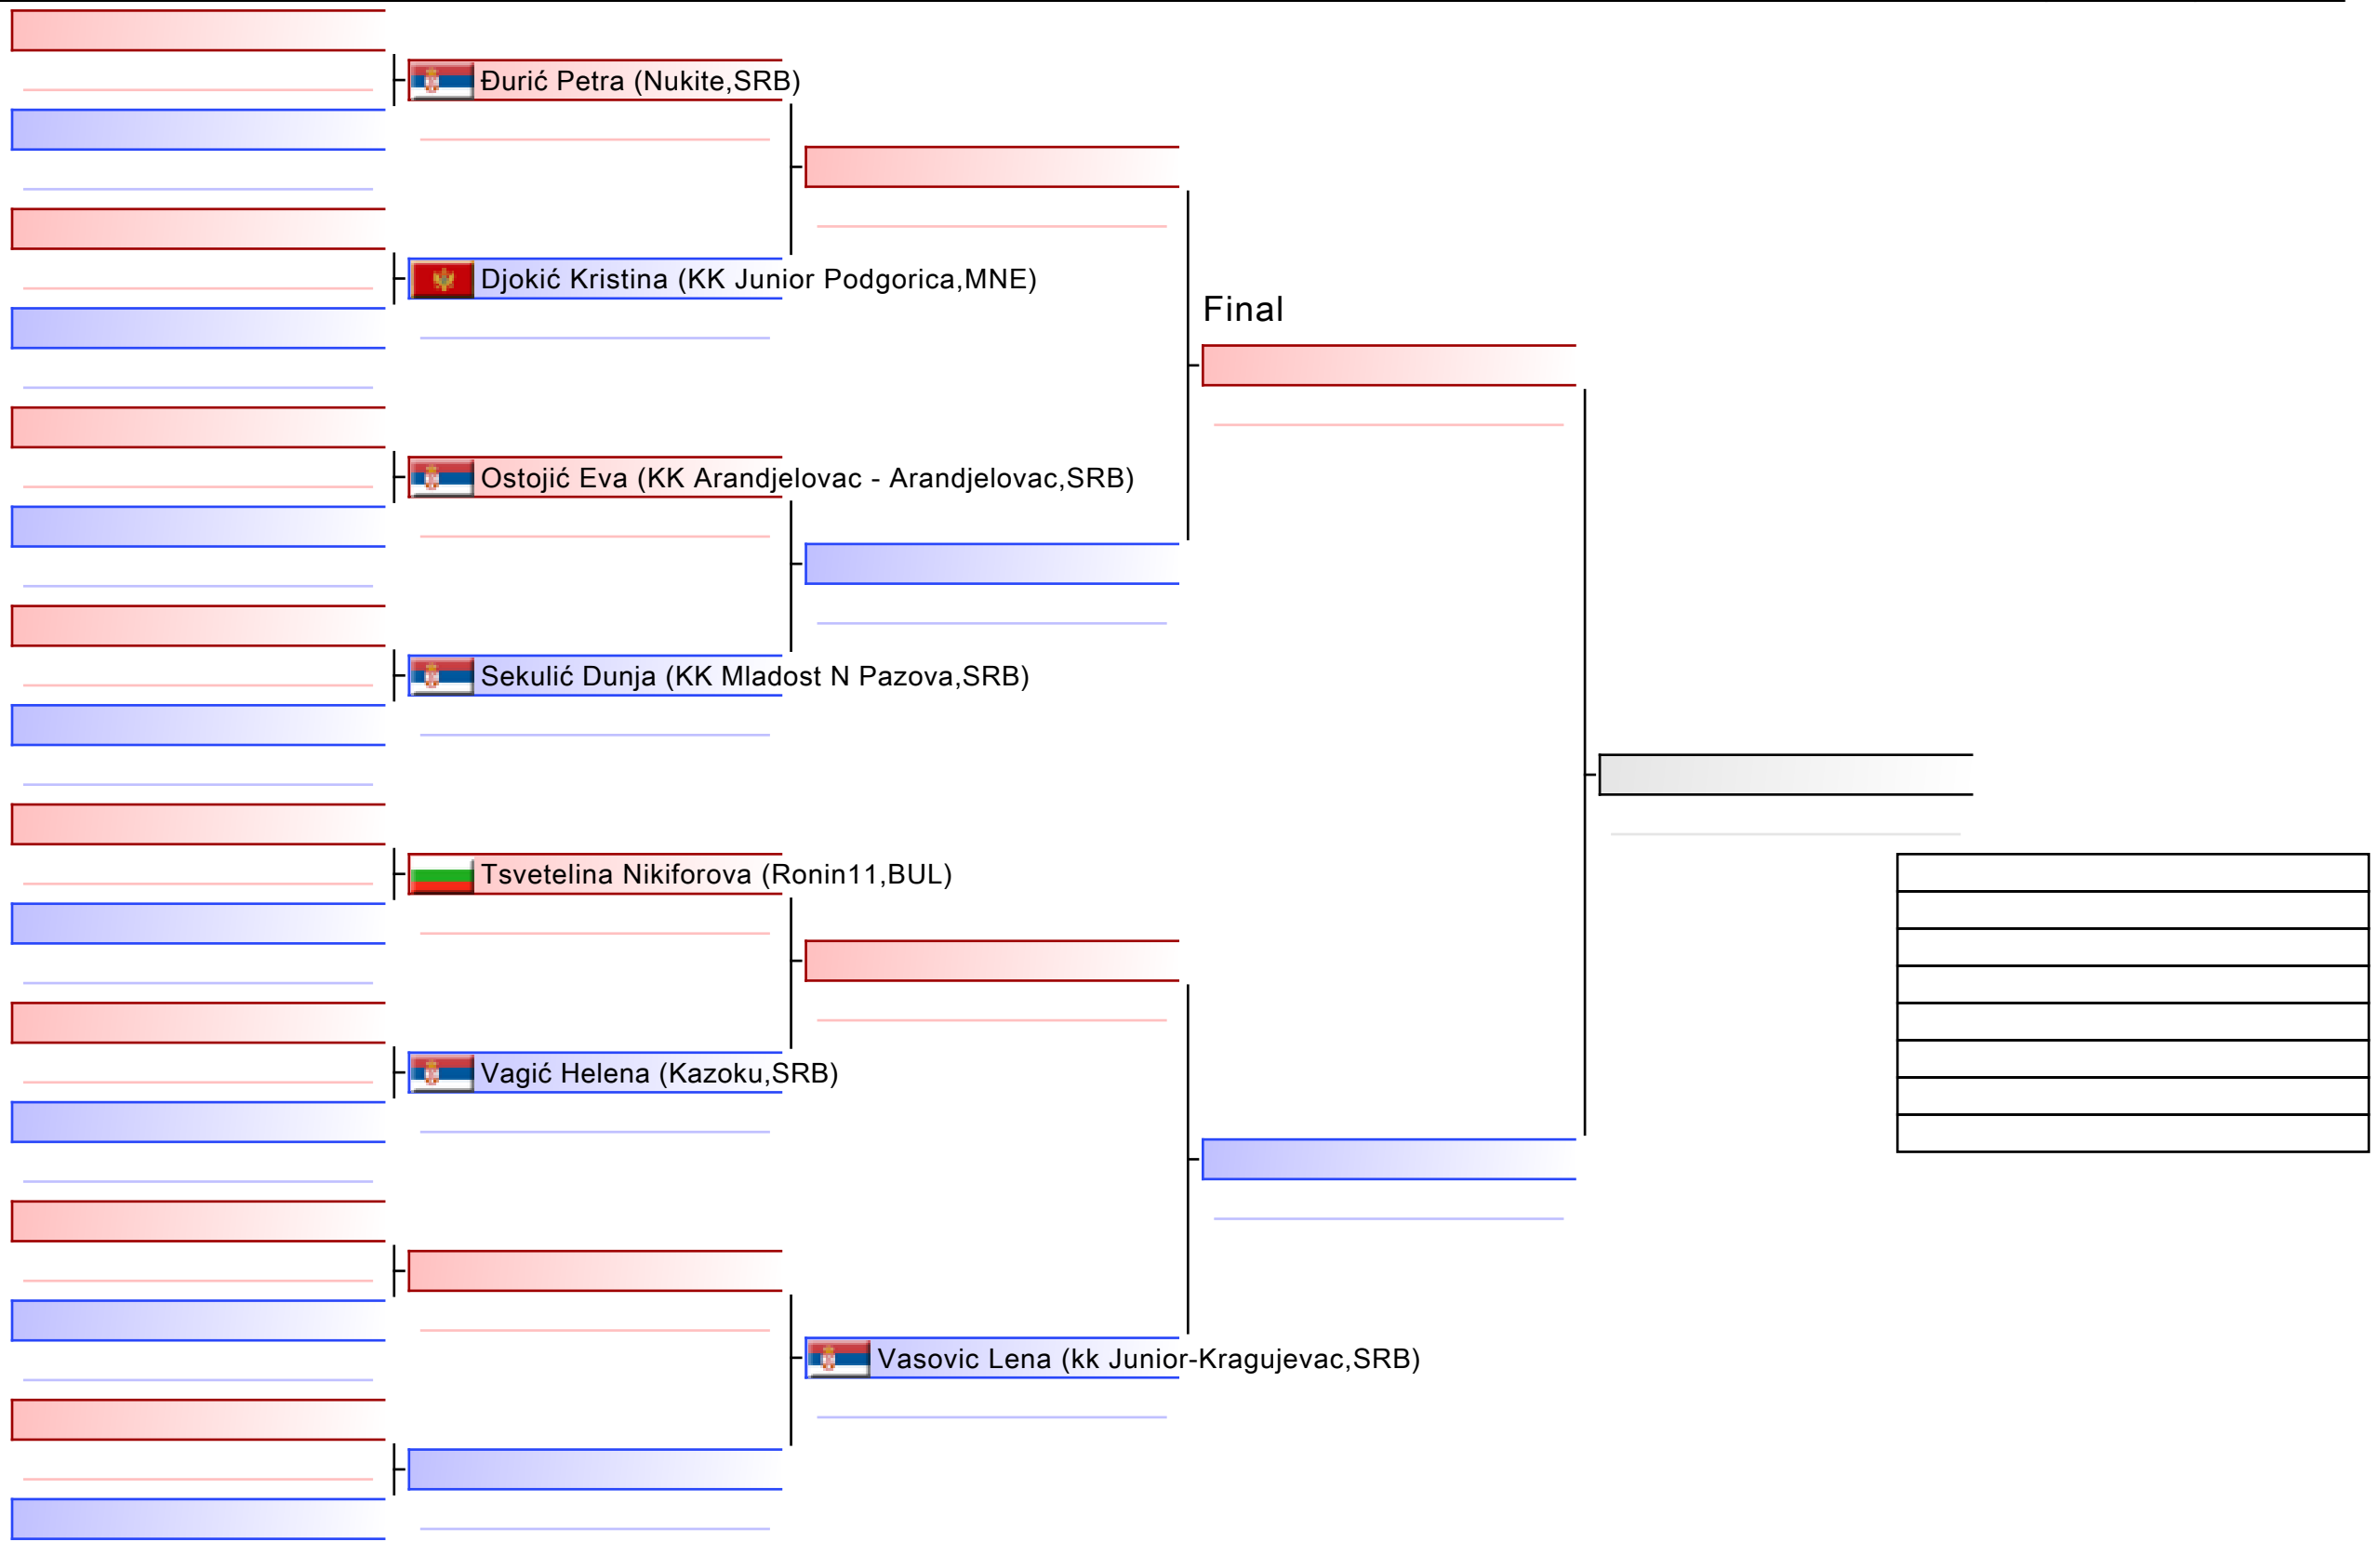 Đurić Petra (Nukite,SRB)
Djokić Kristina (KK Junior Podgorica,MNE)
Final
Ostojić Eva (KK Arandjelovac - Arandjelovac,SRB)
Sekulić Dunja (KK Mladost N Pazova,SRB)
Tsvetelina Nikiforova (Ronin11,BUL)
Vagić Helena (Kazoku,SRB)
Vasovic Lena (kk Junior-Kragujevac,SRB)